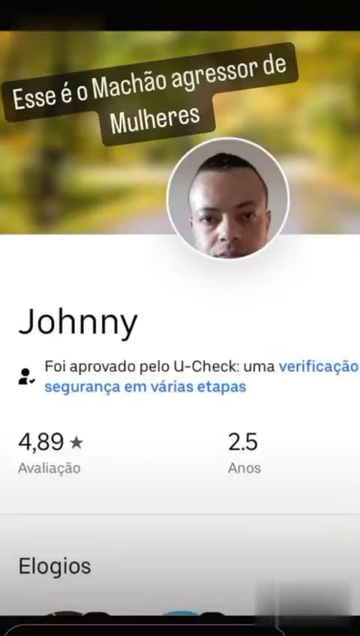 Esse é o Machão agressor de
Mulheres
Johnny
Foi aprovado pelo U-Check: uma verificação
segurança em várias etapas
4,89 ★
2.5
Avaliação
Anos
Elogios